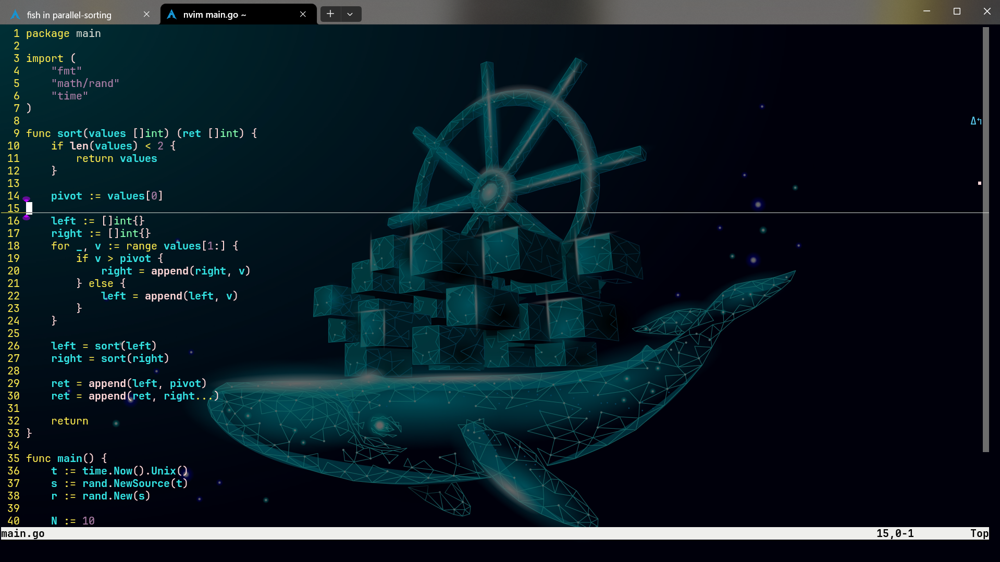 fish in parallel-sorting
nvim main.go ~
1 package main
2
3 import (
4     "fmt"
5     "math/rand"
6     "time"
7 )
8
9 func sort(values []int) (ret []int) {
10     if len(values) < 2 {
11         return values
12     }
13
14     pivot := values[0]
15
16     left := []int{}
17     right := []int{}
18     for _, v := range values[1:] {
19         if v > pivot {
20             right = append(right, v)
21         } else {
22             left = append(left, v)
23         }
24     }
25
26     left = sort(left)
27     right = sort(right)
28
29     ret = append(left, pivot)
30     ret = append(ret, right...)
31
32     return
33 }
34
35 func main() {
36     t := time.Now().Unix()
37     s := rand.NewSource(t)
38     r := rand.New(s)
39
40     N := 10
main.go 15,0-1 Top